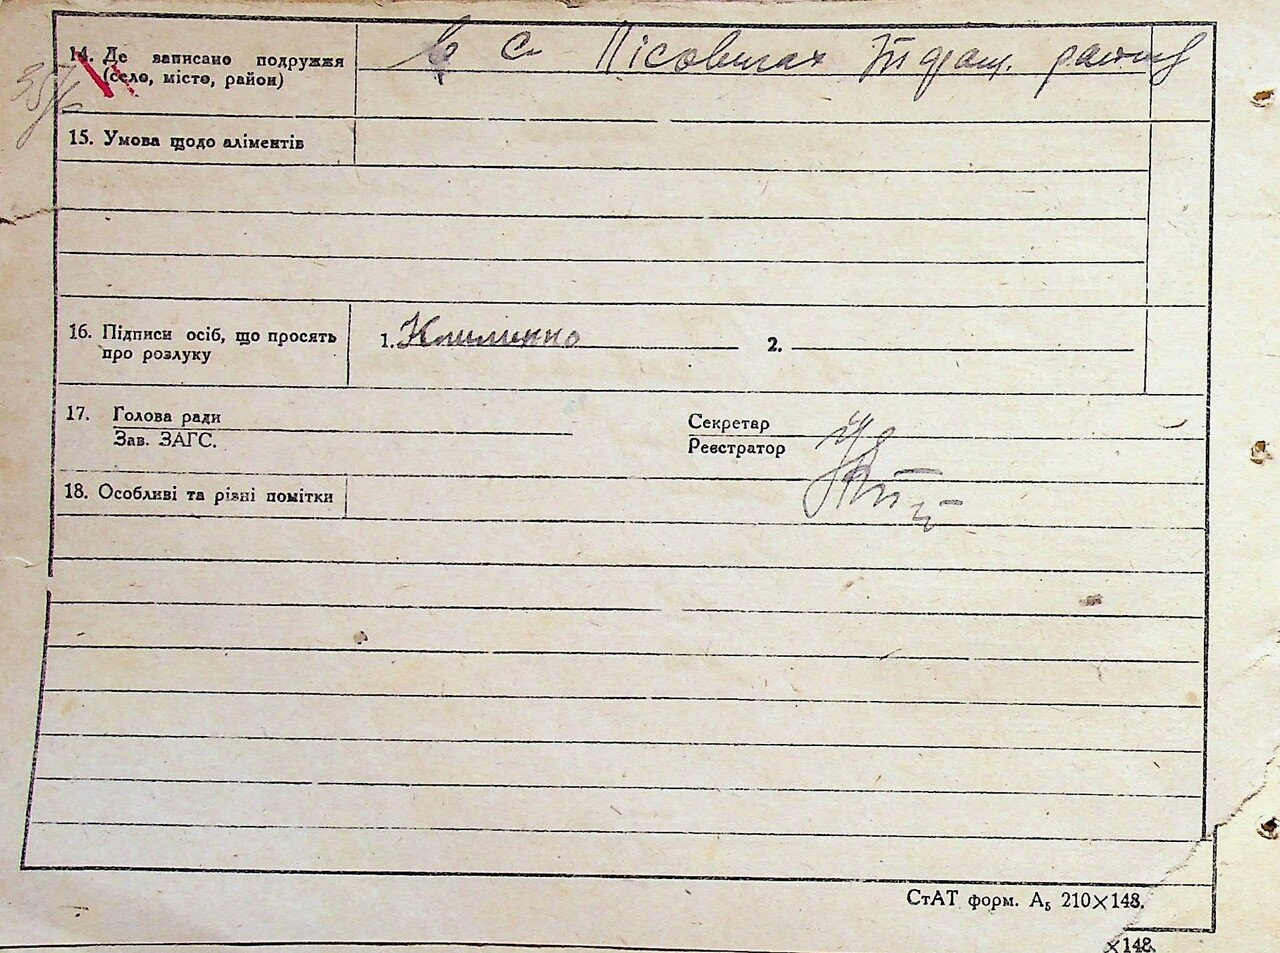 14. Де записано подружжя
(село, місто, район)
с.
15. Умова щодо аліментів
16. Підписи осіб, що просять
про розлуку
1. Клименко
2.
17. Голова ради
Зав. ЗАГС.
Секретар
Реєстратор
18. Особливі та різні помітки
СтАТ форм. А₅ 210×148.
×148.